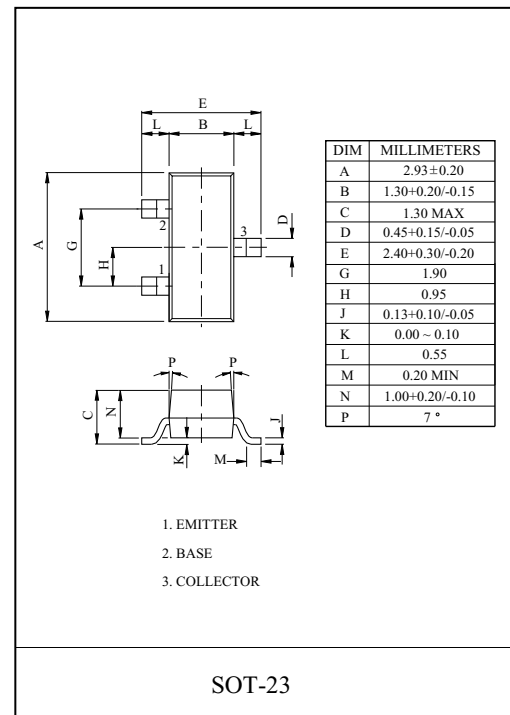 E
L B L
A
G
H
2
1
3
D
P P
C
N
K
M
J
DIM MILLIMETERS
A 2.93±0.20
B 1.30+0.20/-0.15
C 1.30 MAX
D 0.45+0.15/-0.05
E 2.40+0.30/-0.20
G 1.90
H 0.95
J 0.13+0.10/-0.05
K 0.00 ~ 0.10
L 0.55
M 0.20 MIN
N 1.00+0.20/-0.10
P 7 °
1. EMITTER
2. BASE
3. COLLECTOR
SOT-23